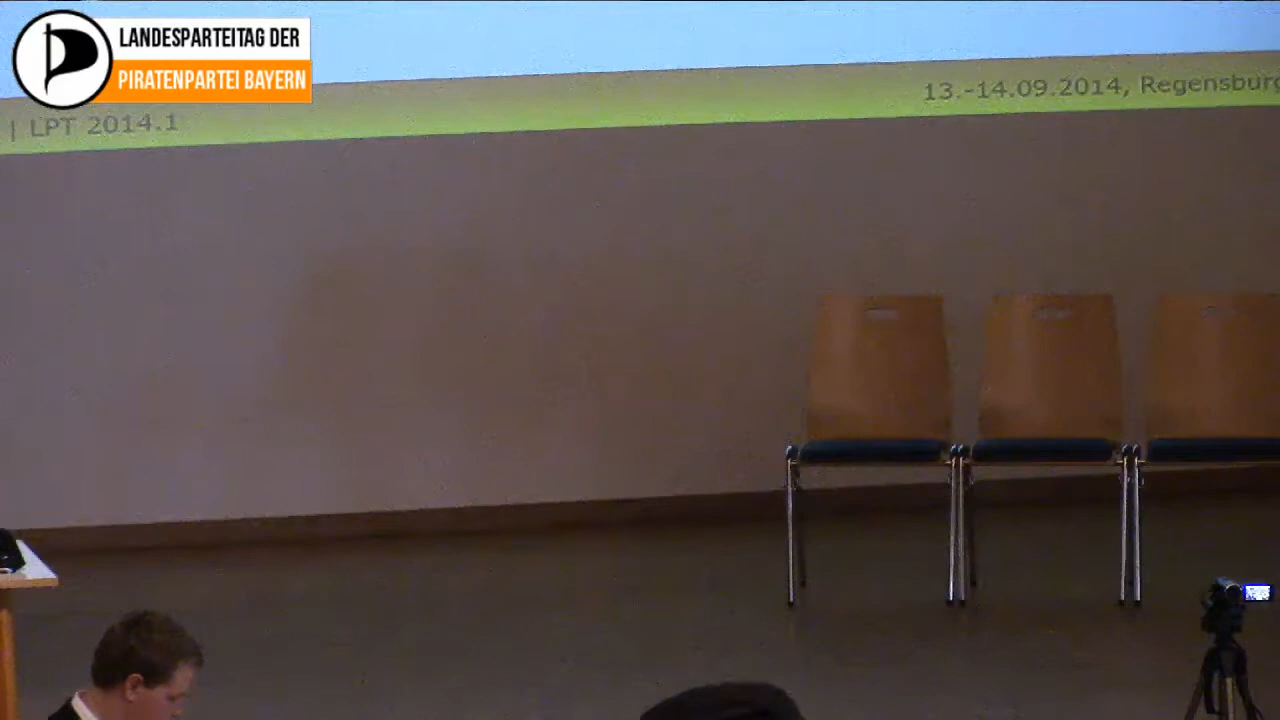 LANDESPARTEITAG DER
PIRATENPARTEI BAYERN
13.-14.09.2014, Regensburg
| LPT 2014.1